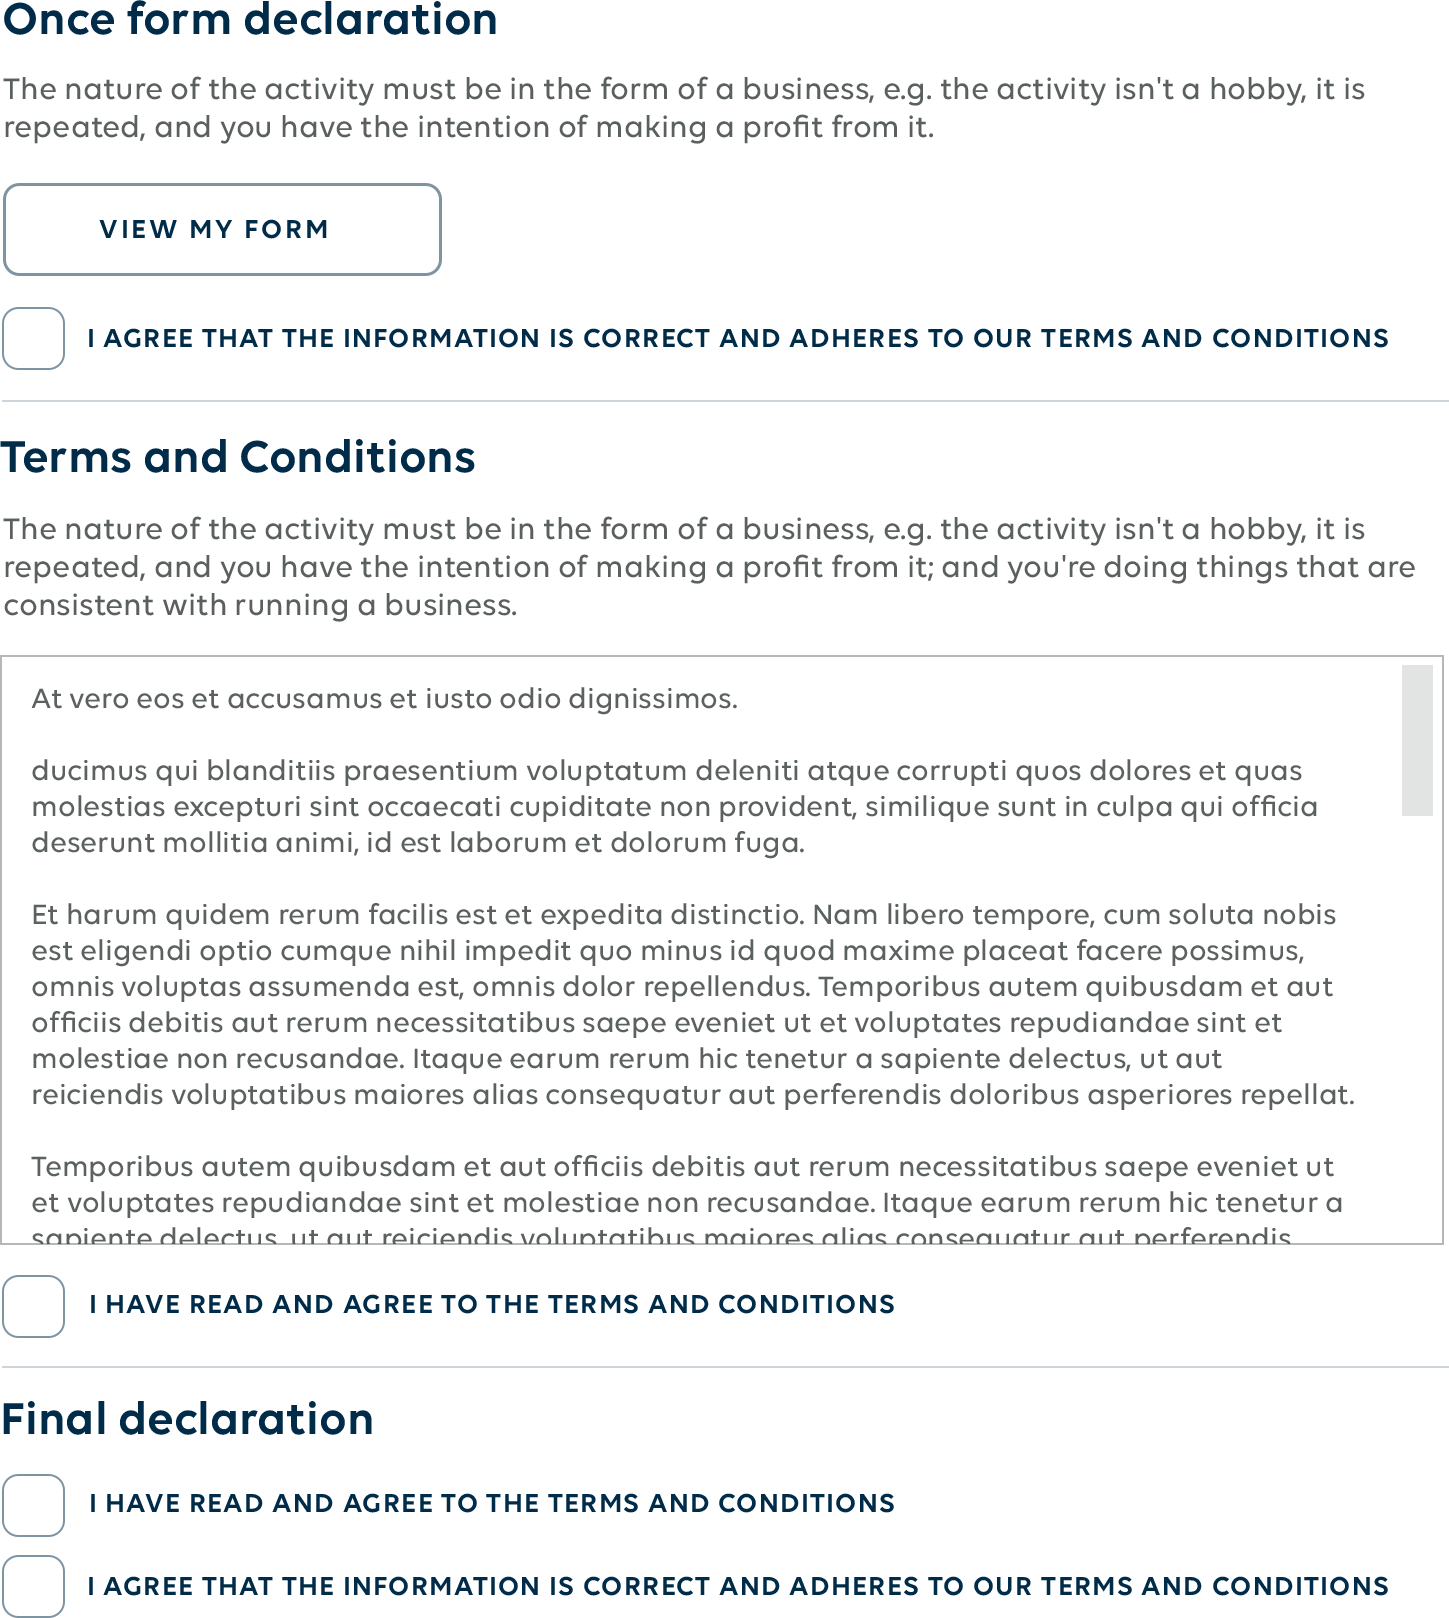 Once form declaration
The nature of the activity must be in the form of a business, e.g. the activity isn't a hobby, it is
repeated, and you have the intention of making a profit from it.
VIEW MY FORM
I AGREE THAT THE INFORMATION IS CORRECT AND ADHERES TO OUR TERMS AND CONDITIONS
Terms and Conditions
The nature of the activity must be in the form of a business, e.g. the activity isn't a hobby, it is
repeated, and you have the intention of making a profit from it; and you're doing things that are
consistent with running a business.
At vero eos et accusamus et iusto odio dignissimos.
ducimus qui blanditiis praesentium voluptatum deleniti atque corrupti quos dolores et quas
molestias excepturi sint occaecati cupiditate non provident, similique sunt in culpa qui officia
deserunt mollitia animi, id est laborum et dolorum fuga.
Et harum quidem rerum facilis est et expedita distinctio. Nam libero tempore, cum soluta nobis
est eligendi optio cumque nihil impedit quo minus id quod maxime placeat facere possimus,
omnis voluptas assumenda est, omnis dolor repellendus. Temporibus autem quibusdam et aut
officiis debitis aut rerum necessitatibus saepe eveniet ut et voluptates repudiandae sint et
molestiae non recusandae. Itaque earum rerum hic tenetur a sapiente delectus, ut aut
reiciendis voluptatibus maiores alias consequatur aut perferendis doloribus asperiores repellat.
Temporibus autem quibusdam et aut officiis debitis aut rerum necessitatibus saepe eveniet ut
et voluptates repudiandae sint et molestiae non recusandae. Itaque earum rerum hic tenetur a
sapiente delectus, ut aut reiciendis voluptatibus maiores alias consequatur aut perferendis
I HAVE READ AND AGREE TO THE TERMS AND CONDITIONS
Final declaration
I HAVE READ AND AGREE TO THE TERMS AND CONDITIONS
I AGREE THAT THE INFORMATION IS CORRECT AND ADHERES TO OUR TERMS AND CONDITIONS